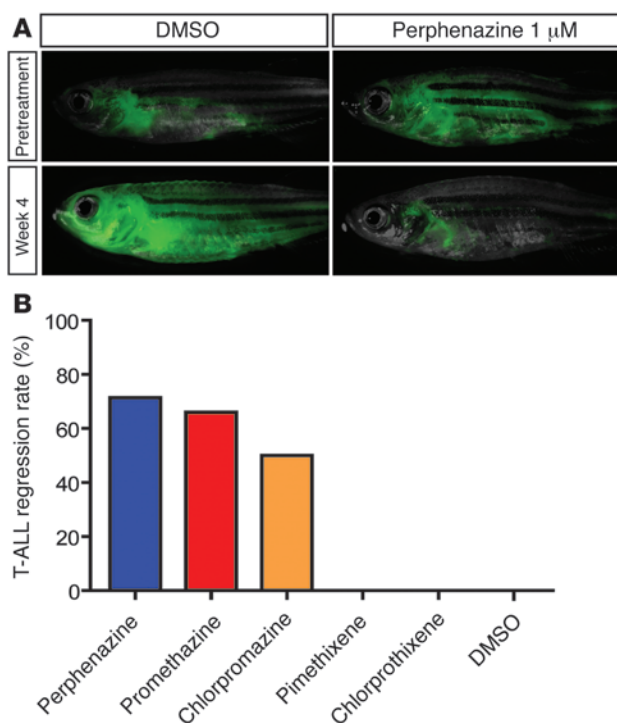 A
DMSO
Perphenazine 1 μM
Pretreatment
Week 4
B
T-ALL regression rate (%)
100
80
60
40
20
0
Perphenazine
Promethazine
Chlorpromazine
Pimethixene
Chlorprothixene
DMSO